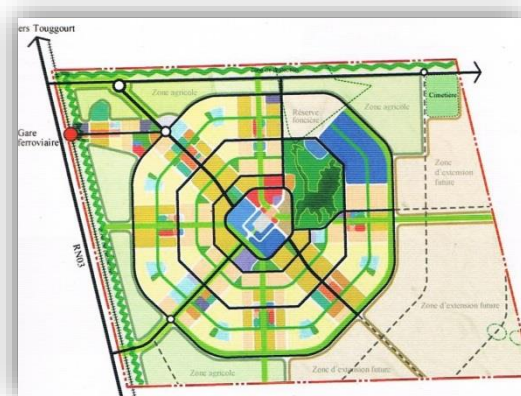 ers Touggourt
Zone agricole
Zone agricole
Cimetière
Réserve
foncière
Gare
ferroviaire
Zone
d'extension
future
RN03
Zone d'extension future
Zone agricole
Zone d'extension future